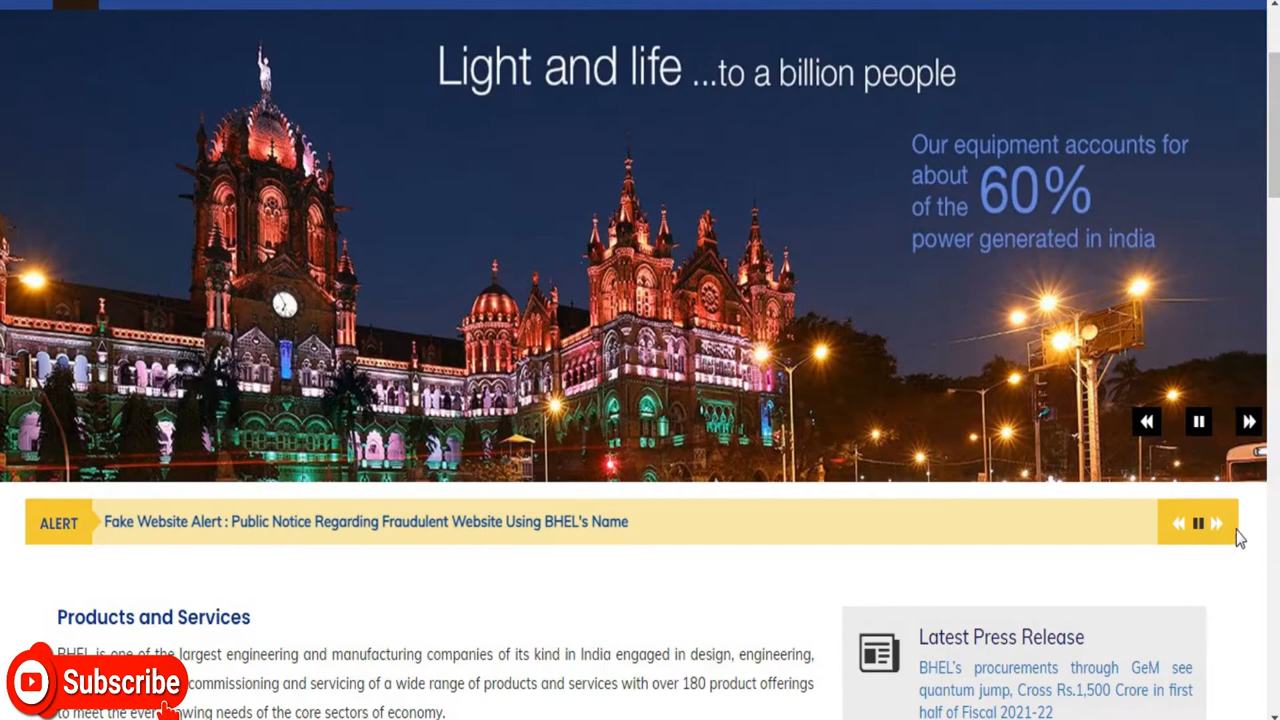 Light and life ...to a billion people
Our equipment accounts for
about 60%
of the
power generated in india
ALERT
Fake Website Alert : Public Notice Regarding Fraudulent Website Using BHEL's Name
Products and Services
BHEL is one of the largest engineering and manufacturing companies of its kind in India engaged in design, engineering,
commissioning and servicing of a wide range of products and services with over 180 product offerings
to meet the ever growing needs of the core sectors of economy.
Latest Press Release
BHEL's procurements through GeM see
quantum jump, Cross Rs.1,500 Crore in first
half of Fiscal 2021-22
Subscribe